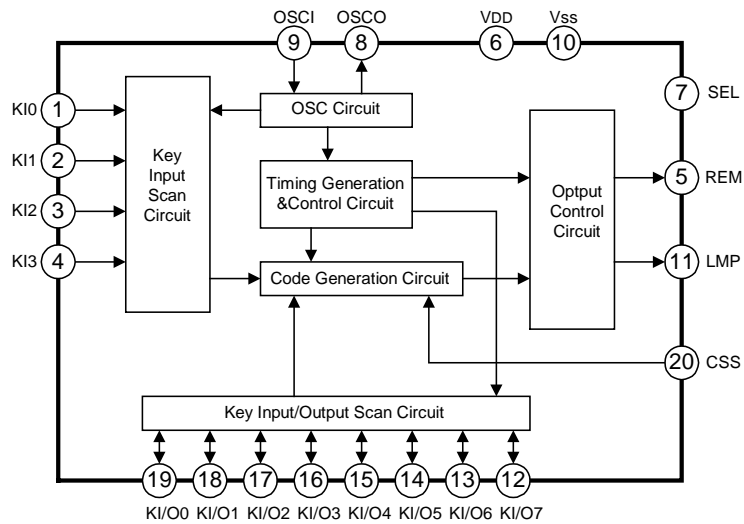 OSCI OSCO VDD Vss
9 8 6 10
7 SEL
OSC Circuit
KI0 1
KI1 2
KI2 3
KI3 4
Key
Input
Scan
Circuit
Timing Generation
&Control Circuit
Optput
Control
Circuit
5 REM
11 LMP
Code Generation Circuit
20 CSS
Key Input/Output Scan Circuit
19 18 17 16 15 14 13 12
KI/O0 KI/O1 KI/O2 KI/O3 KI/O4 KI/O5 KI/O6 KI/O7